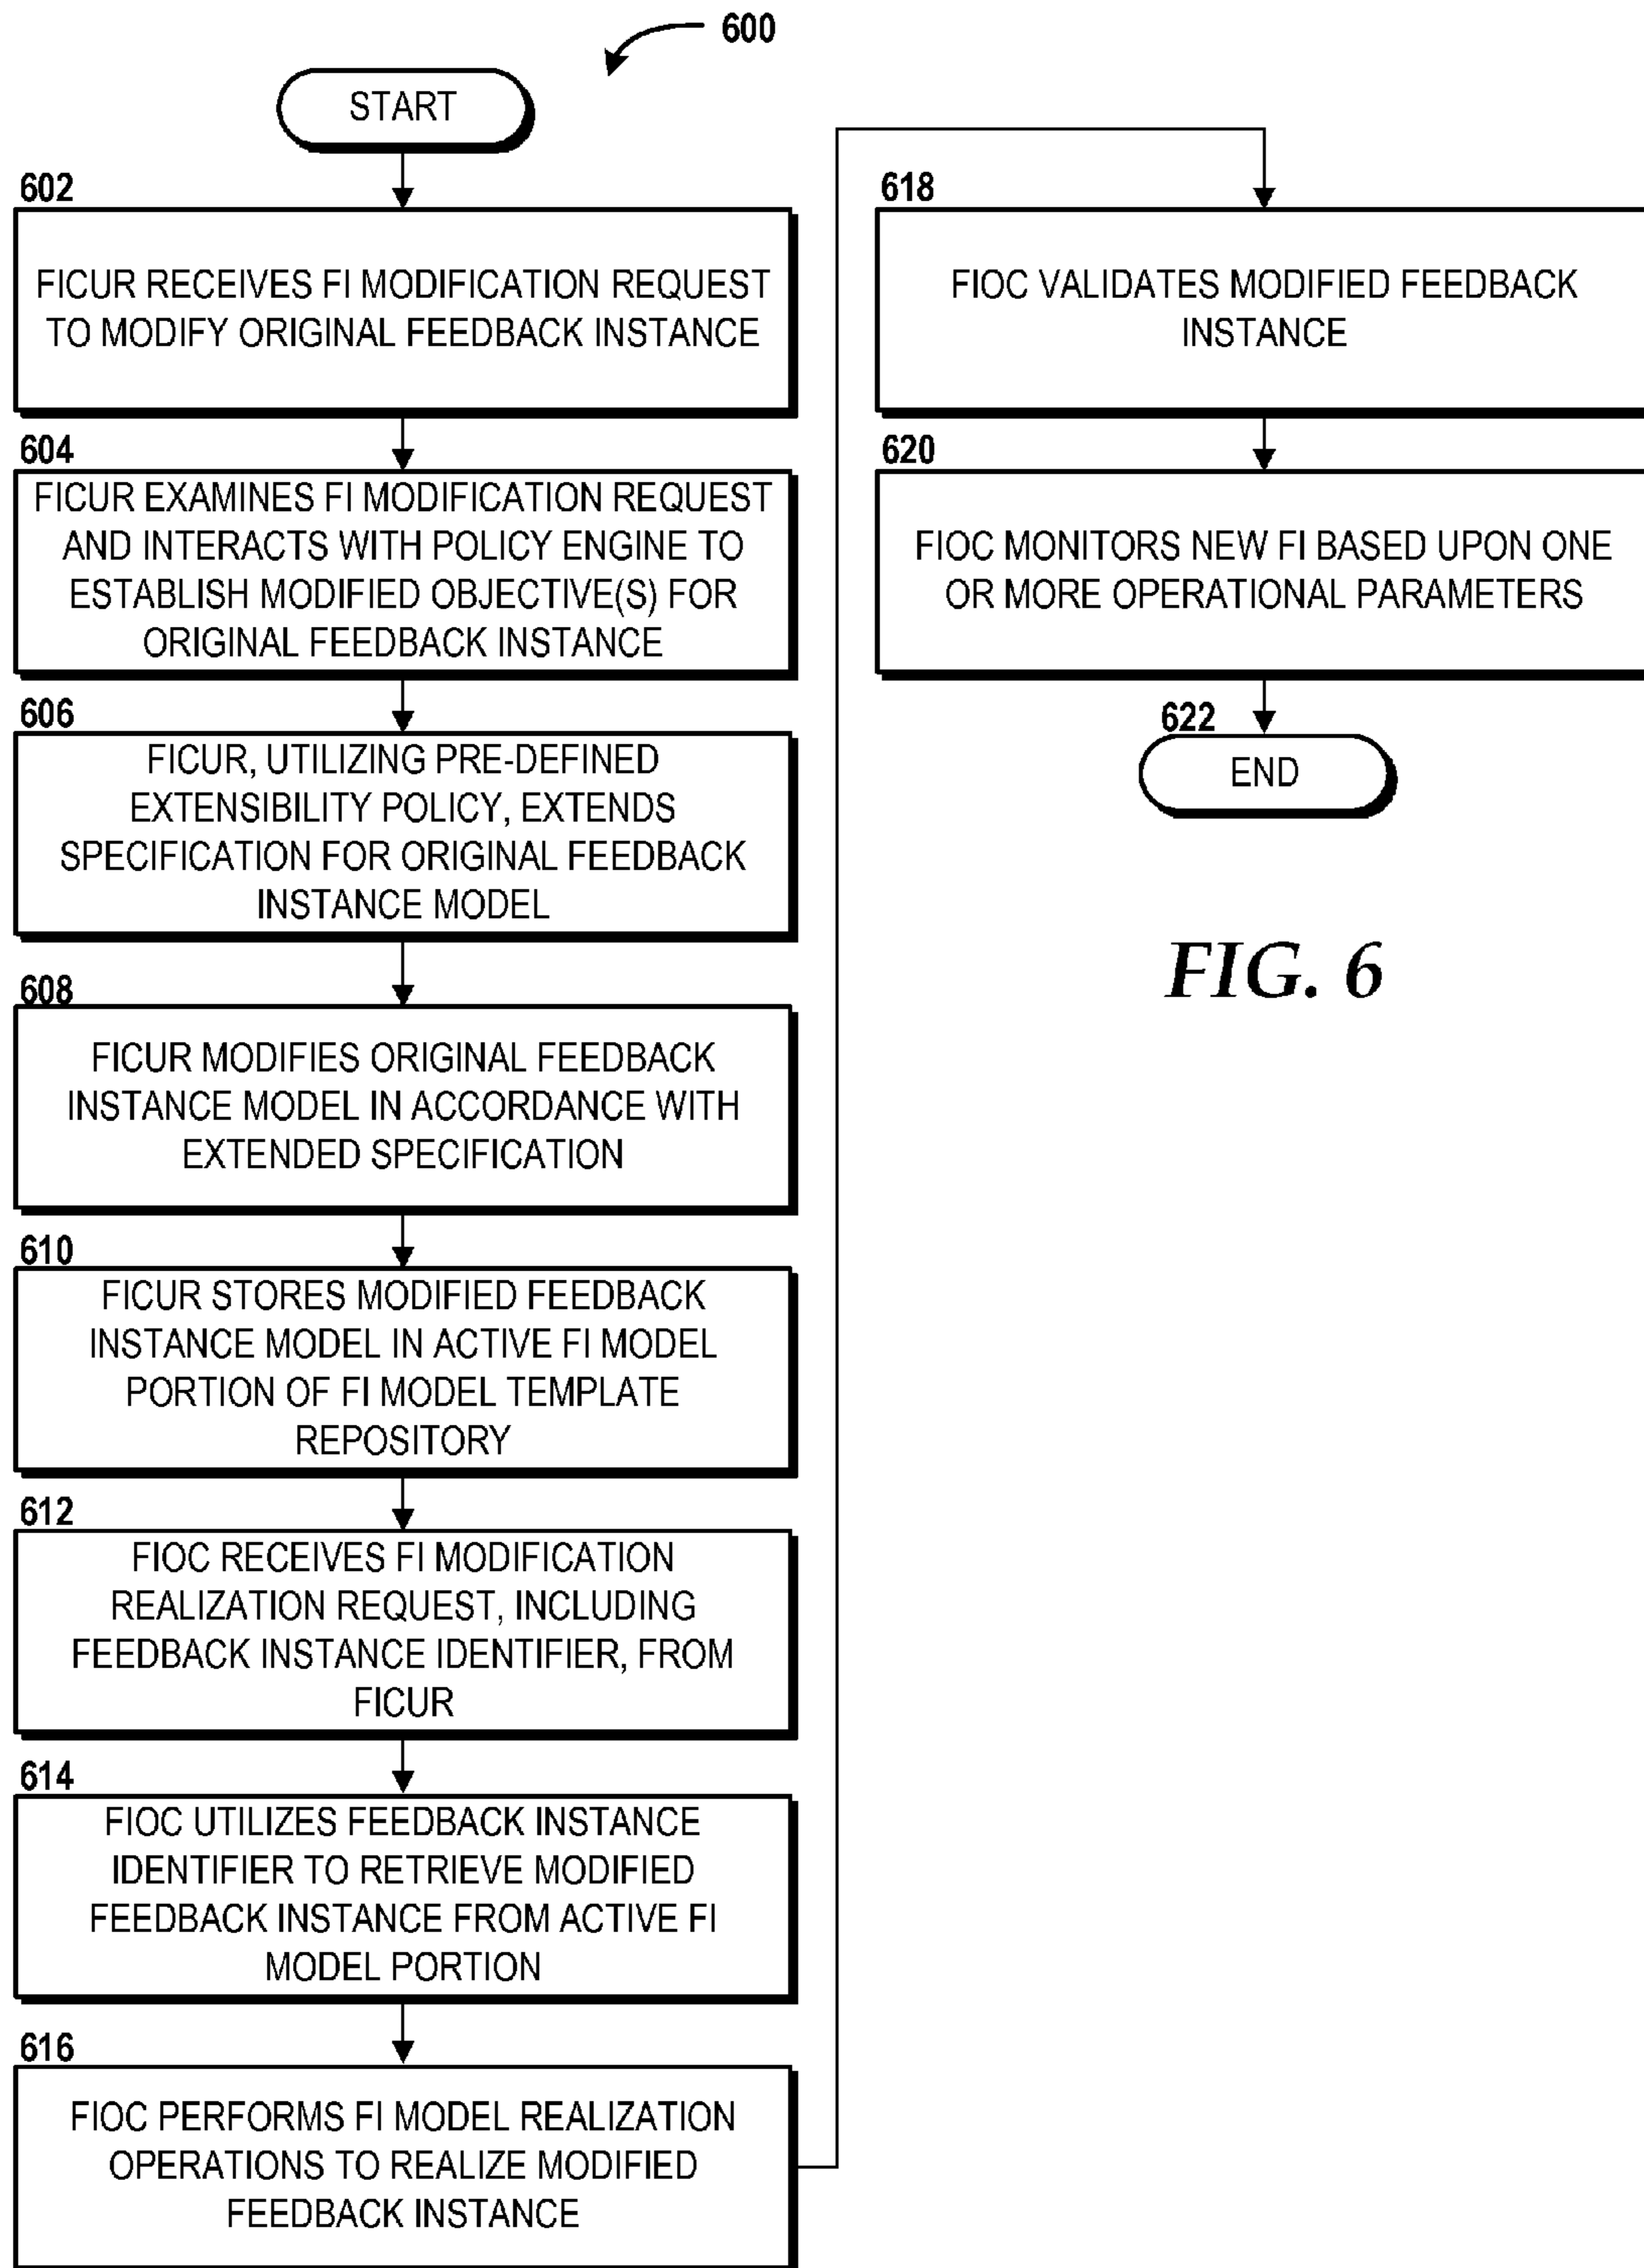 600
START
602
FICUR RECEIVES FI MODIFICATION REQUEST
TO MODIFY ORIGINAL FEEDBACK INSTANCE
604
FICUR EXAMINES FI MODIFICATION REQUEST
AND INTERACTS WITH POLICY ENGINE TO
ESTABLISH MODIFIED OBJECTIVE(S) FOR
ORIGINAL FEEDBACK INSTANCE
606
FICUR, UTILIZING PRE-DEFINED
EXTENSIBILITY POLICY, EXTENDS
SPECIFICATION FOR ORIGINAL FEEDBACK
INSTANCE MODEL
608
FICUR MODIFIES ORIGINAL FEEDBACK
INSTANCE MODEL IN ACCORDANCE WITH
EXTENDED SPECIFICATION
610
FICUR STORES MODIFIED FEEDBACK
INSTANCE MODEL IN ACTIVE FI MODEL
PORTION OF FI MODEL TEMPLATE
REPOSITORY
612
FIOC RECEIVES FI MODIFICATION
REALIZATION REQUEST, INCLUDING
FEEDBACK INSTANCE IDENTIFIER, FROM
FICUR
614
FIOC UTILIZES FEEDBACK INSTANCE
IDENTIFIER TO RETRIEVE MODIFIED
FEEDBACK INSTANCE FROM ACTIVE FI
MODEL PORTION
616
FIOC PERFORMS FI MODEL REALIZATION
OPERATIONS TO REALIZE MODIFIED
FEEDBACK INSTANCE
618
FIOC VALIDATES MODIFIED FEEDBACK
INSTANCE
620
FIOC MONITORS NEW FI BASED UPON ONE
OR MORE OPERATIONAL PARAMETERS
622
END
FIG. 6